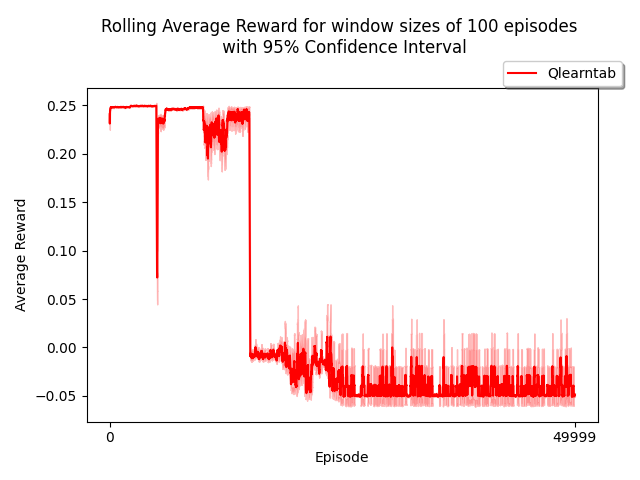 Rolling Average Reward for window sizes of 100 episodes
with 95% Confidence Interval
Qlearntab
0.25
0.20
0.15
0.10
0.05
0.00
−0.05
Average Reward
0 49999
Episode